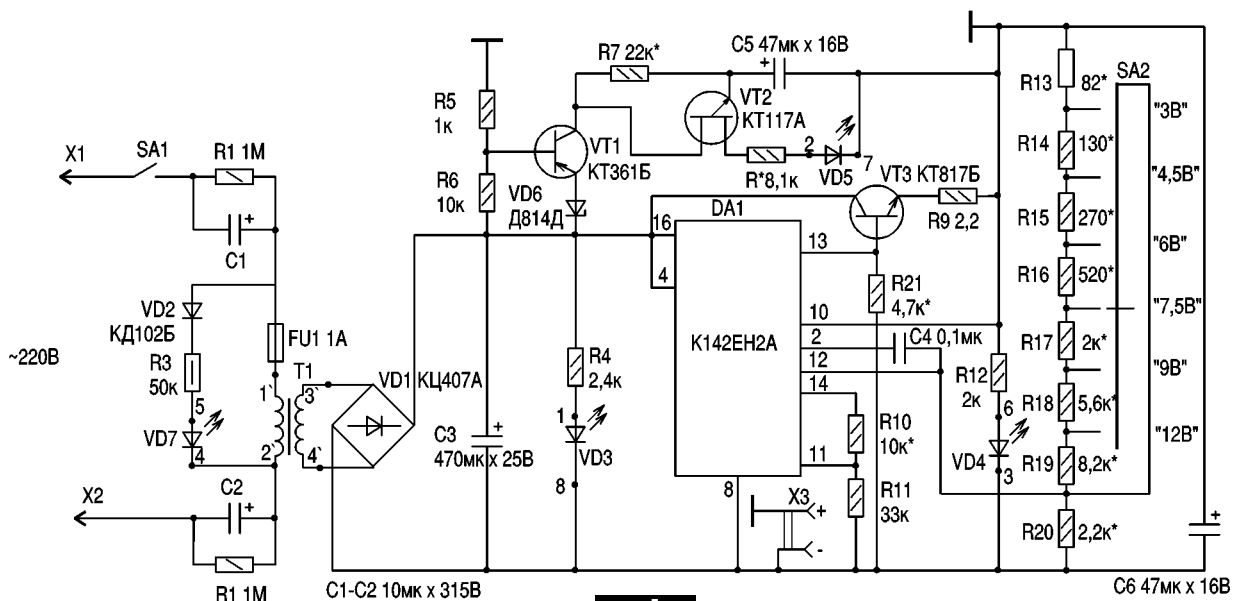 X1
SA1
R1 1М
C1
VD2
КД102Б
R3
50к
5
VD7
4
~220В
FU1 1А
T1
1`
2`
3`
4`
X2
C2
R1 1М
C1-C2 10мк х 315В
VD1 КЦ407А
C3
470мк х 25В
R5
1к
R6
10к
VD6
Д814Д
VT1
КТ361Б
R7 22к*
C5 47мк х 16В
VT2
КТ117А
R*8,1к
2
VD5
7
VT3 КТ817Б
R9 2,2
R4
2,4к
1
VD3
8
DA1
К142ЕН2А
16
4
13
10
2
12
14
11
8
R21
4,7к*
C4 0,1мк
R10
10к*
R11
33к
X3
+
-
R12
2к
6
VD4
3
R13
82*
R14
130*
R15
270*
R16
520*
R17
2к*
R18
5,6к*
R19
8,2к*
R20
2,2к*
SA2
"3В"
"4,5В"
"6В"
"7,5В"
"9В"
"12В"
+
C6 47мк х 16В